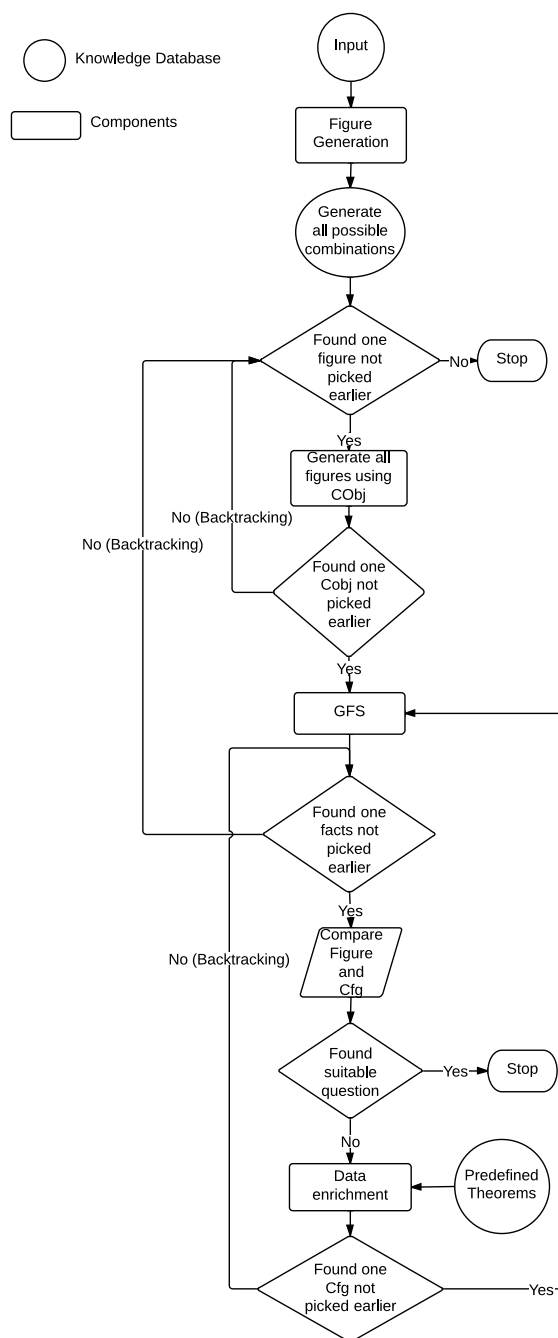 Input
Knowledge Database
Components
Figure
Generation
Generate
all possible
combinations
Found one
figure not
picked
earlier
No
Stop
Yes
Generate all
figures using
CObj
No (Backtracking)
No (Backtracking)
Found one
Cobj not
picked
earlier
Yes
GFS
Found one
facts not
picked
earlier
Yes
Compare
Figure
and
Cfg
No (Backtracking)
Found
suitable
question
Yes
Stop
No
Data
enrichment
Predefined
Theorems
Found one
Cfg not
picked earlier
Yes